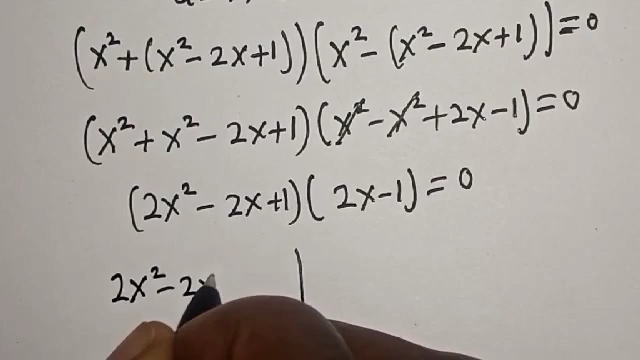 (x² + (x² - 2x + 1))(x² - (x² - 2x + 1)) = 0
(x² + x² - 2x + 1)(x² - x² + 2x - 1) = 0
(2x² - 2x + 1)(2x - 1) = 0
2x² - 2x